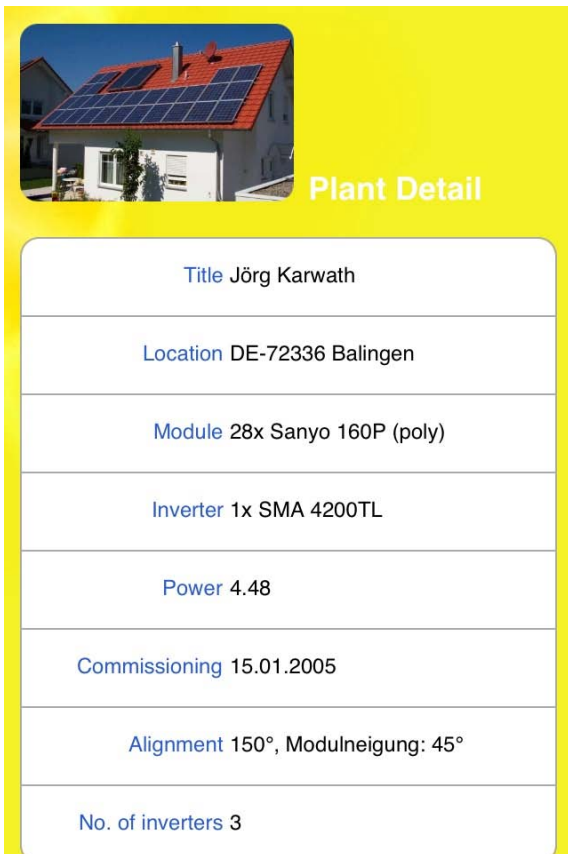 Plant Detail
Title Jörg Karwath
Location DE-72336 Balingen
Module 28x Sanyo 160P (poly)
Inverter 1x SMA 4200TL
Power 4.48
Commissioning 15.01.2005
Alignment 150°, Modulneigung: 45°
No. of inverters 3